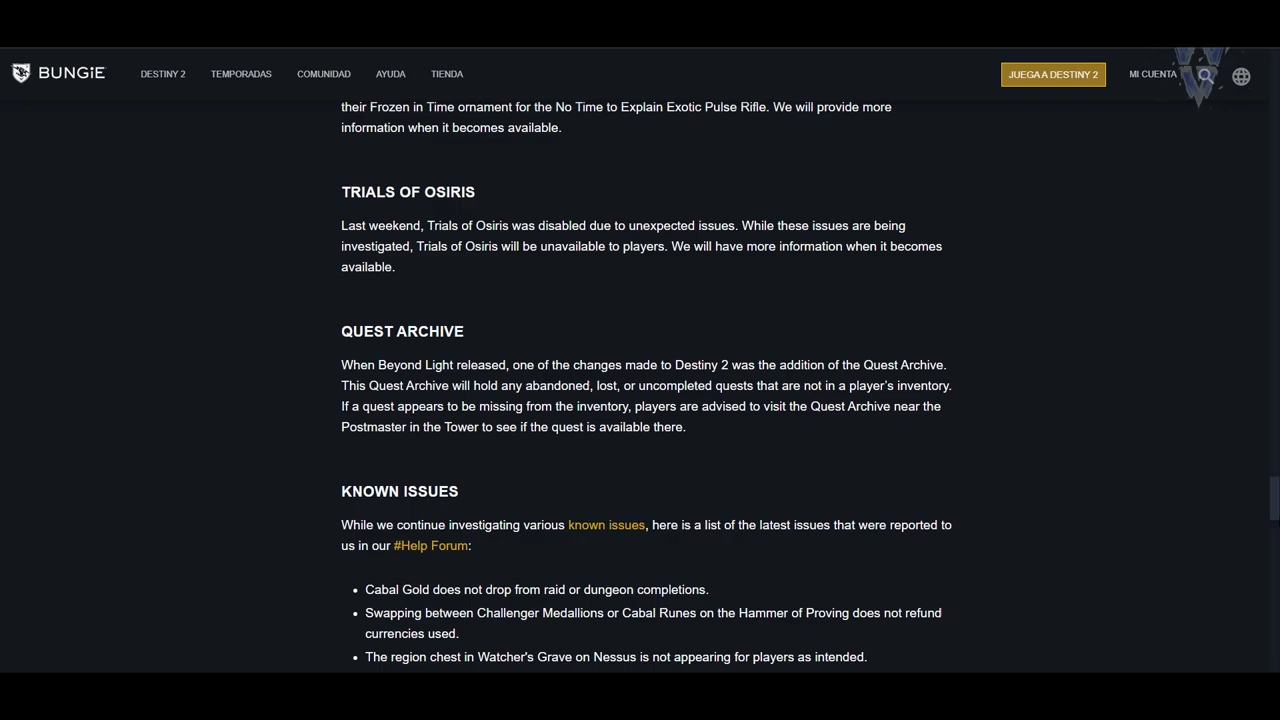 BUNGiE DESTINY 2 TEMPORADAS COMUNIDAD AYUDA TIENDA JUEGA A DESTINY 2 MI CUENTA
their Frozen in Time ornament for the No Time to Explain Exotic Pulse Rifle. We will provide more
information when it becomes available.
TRIALS OF OSIRIS
Last weekend, Trials of Osiris was disabled due to unexpected issues. While these issues are being
investigated, Trials of Osiris will be unavailable to players. We will have more information when it becomes
available.
QUEST ARCHIVE
When Beyond Light released, one of the changes made to Destiny 2 was the addition of the Quest Archive.
This Quest Archive will hold any abandoned, lost, or uncompleted quests that are not in a player’s inventory.
If a quest appears to be missing from the inventory, players are advised to visit the Quest Archive near the
Postmaster in the Tower to see if the quest is available there.
KNOWN ISSUES
While we continue investigating various known issues, here is a list of the latest issues that were reported to
us in our #Help Forum:
• Cabal Gold does not drop from raid or dungeon completions.
• Swapping between Challenger Medallions or Cabal Runes on the Hammer of Proving does not refund
currencies used.
• The region chest in Watcher's Grave on Nessus is not appearing for players as intended.